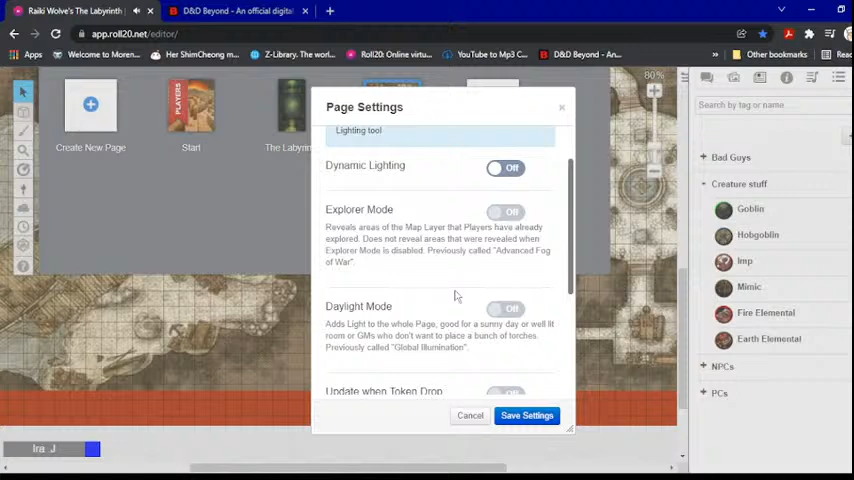 Raiki Wolve's The Labyrinth |
D&D Beyond - An official digital
app.roll20.net/editor/
Apps
Welcome to Moren...
Her ShimCheong m...
Z-Library. The worl...
Roll20: Online virtu...
YouTube to Mp3 C...
D&D Beyond - An...
»
Other bookmarks
PLAYERS
Create New Page
Start
The Labyrin
80%
Page Settings
Lighting tool
Dynamic Lighting
Off
Explorer Mode
Off
Reveals areas of the Map Layer that Players have already
explored. Does not reveal areas that were revealed when
Explorer Mode is disabled. Previously called "Advanced Fog
of War".
Daylight Mode
Off
Adds Light to the whole Page, good for a sunny day or well lit
room or GMs who don't want to place a bunch of torches.
Previously called "Global Illumination".
Update when Token Drop
Off
Cancel
Save Settings
Search by tag or name...
Bad Guys
Creature stuff
Goblin
Hobgoblin
Imp
Mimic
Fire Elemental
Earth Elemental
NPCs
PCs
Ira J